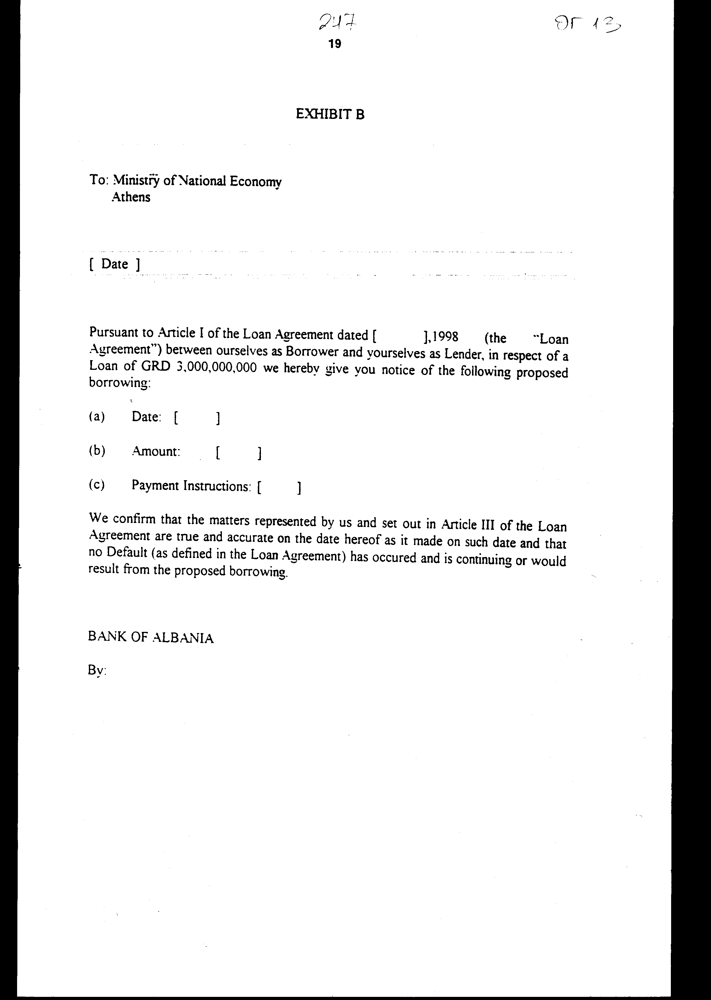 247
19
EXHIBIT B
To: Ministry of National Economy
Athens
[ Date ]
Pursuant to Article I of the Loan Agreement dated [ ],1998 (the “Loan
Agreement”) between ourselves as Borrower and yourselves as Lender, in respect of a
Loan of GRD 3,000,000,000 we hereby give you notice of the following proposed
borrowing:
(a) Date: [ ]
(b) Amount: [ ]
(c) Payment Instructions: [ ]
We confirm that the matters represented by us and set out in Article III of the Loan
Agreement are true and accurate on the date hereof as it made on such date and that
no Default (as defined in the Loan Agreement) has occured and is continuing or would
result from the proposed borrowing.
BANK OF ALBANIA
By: